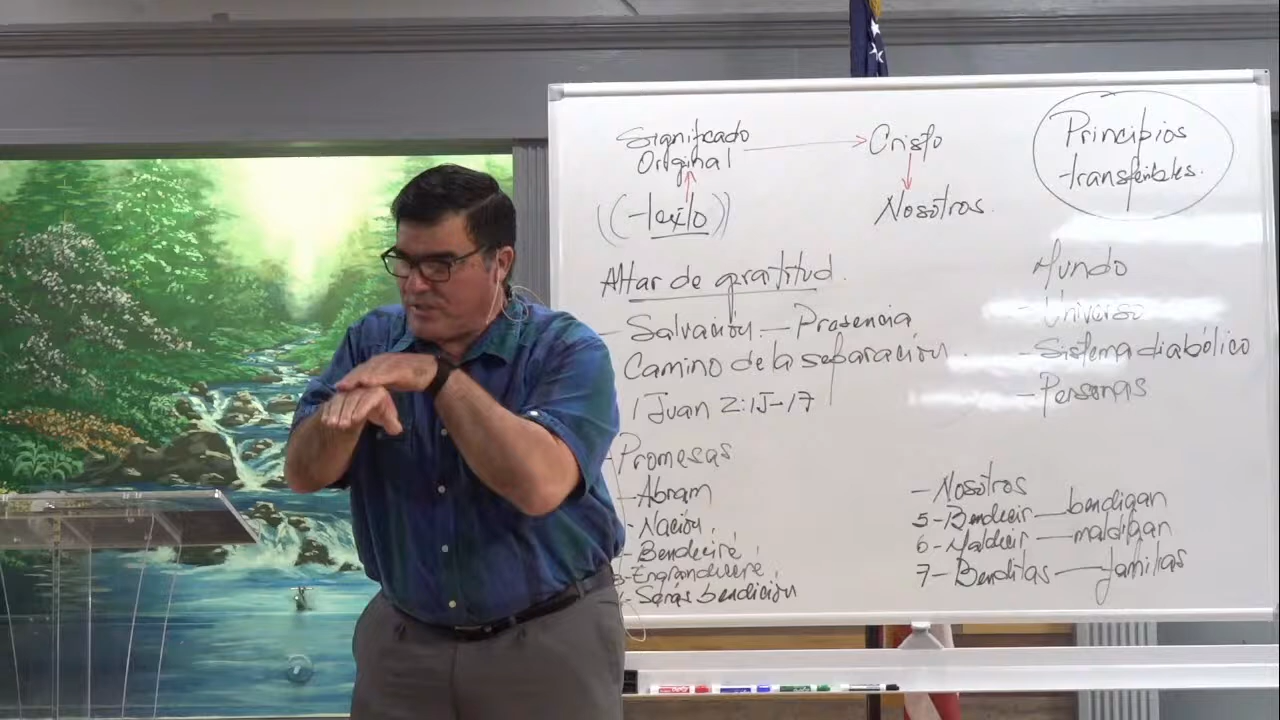 Significado
Original
Cristo
((texto))
Nosotros.
Principios
transferibles.
Altar de gratitud.
- Salvación - Presencia
Camino de la separación.
1 Juan 2:15-17
Mundo
- Universo
- Sistema diabólico
- Personas
- Promesas
- Abram
- Nación,
- Bendeciré,
- Engrandeceré,
- Serás bendición
- Nosotros
5 - Bendecir - bendigan
6 - Maldecir - maldigan
7 - Benditas - familias